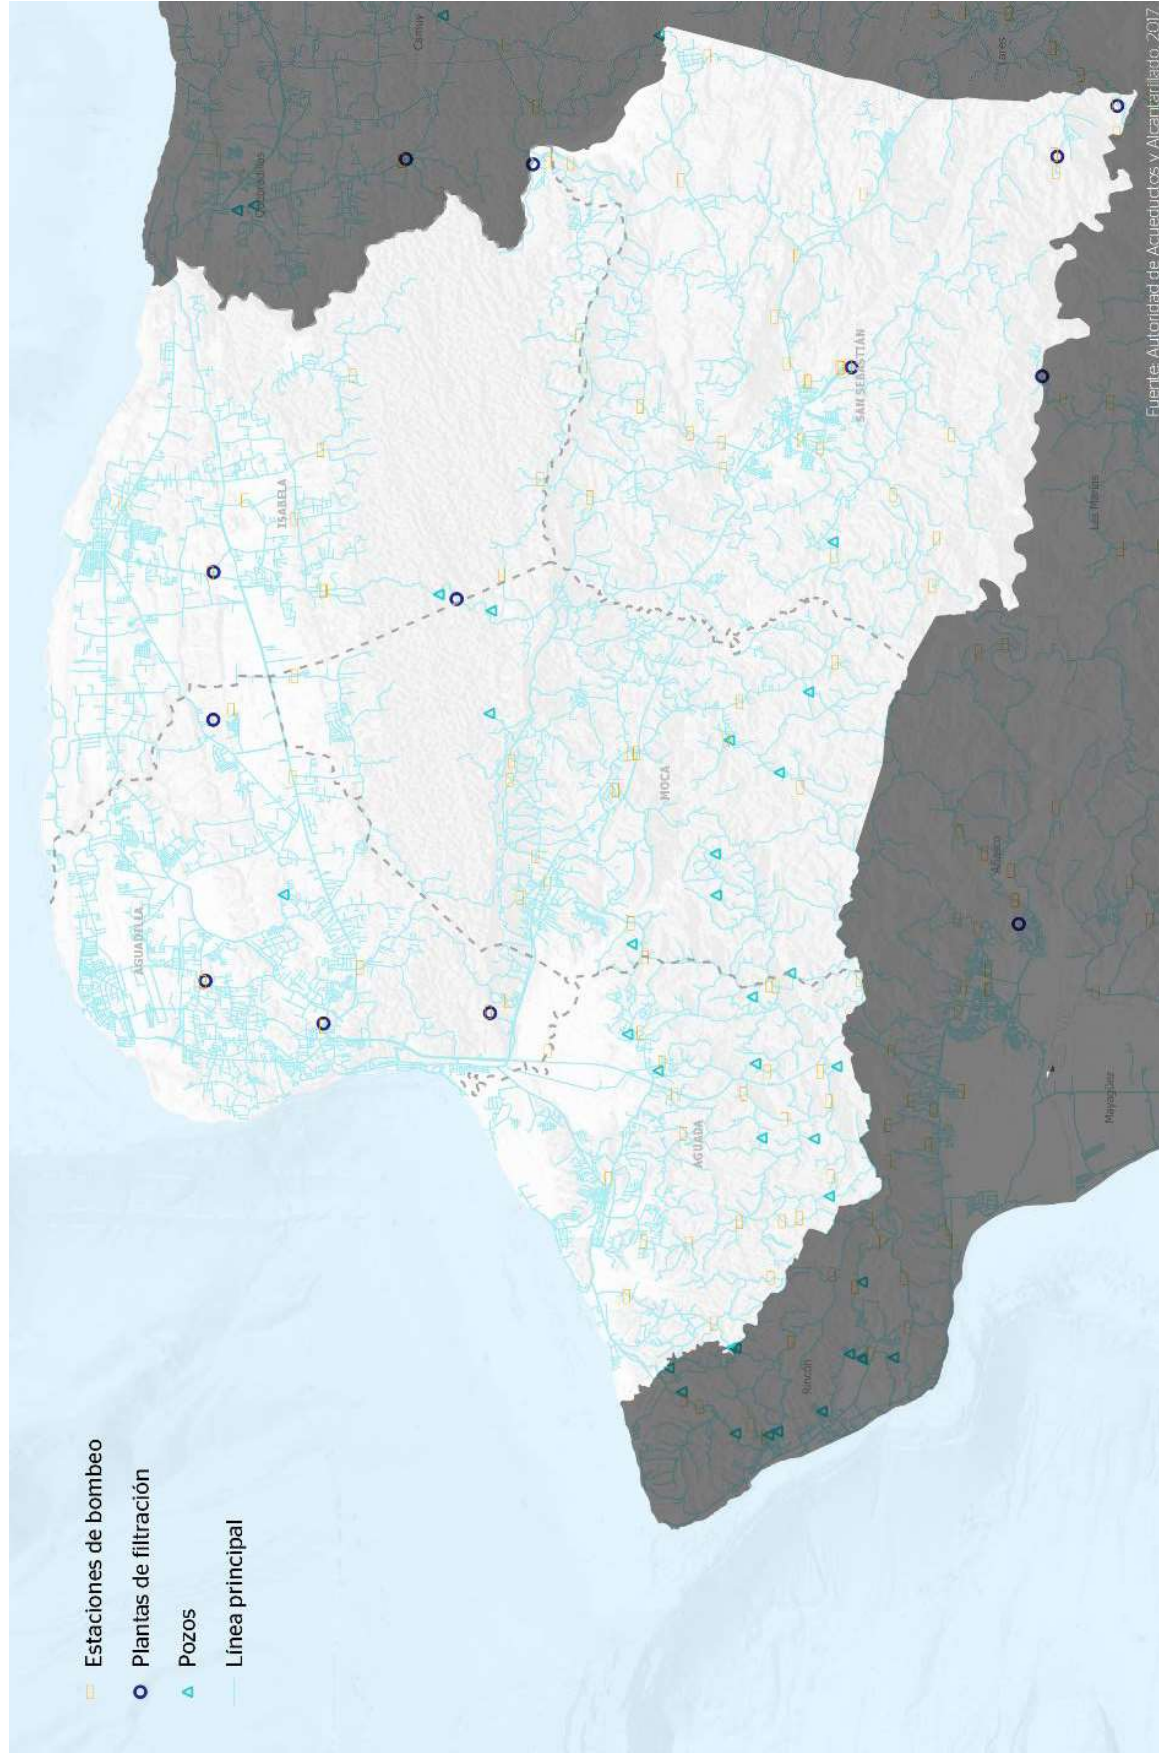 Estaciones de bombeo
Plantas de filtración
Pozos
Línea principal
AGUADILLA
ISABELA
AGUADA
MOCA
SAN SEBASTIÁN
Quebradillas
Camuy
Lares
Rincón
Añasco
Mayagüez
Las Marías
Fuente: Autoridad de Acueductos y Alcantarillado, 2017